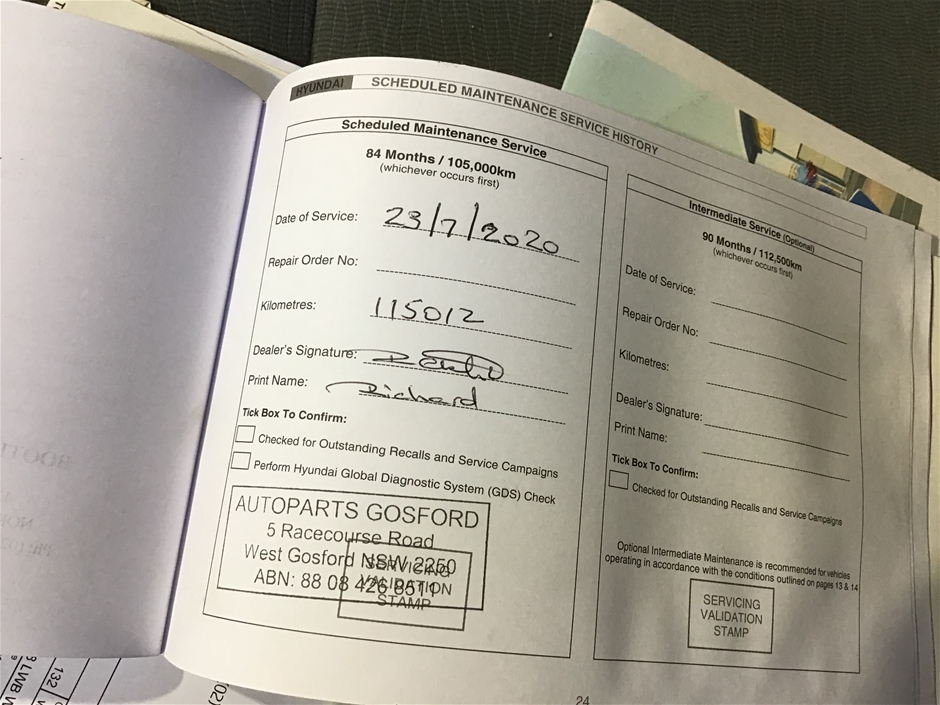 HYUNDAI SCHEDULED MAINTENANCE SERVICE HISTORY
Scheduled Maintenance Service
84 Months / 105,000km
(whichever occurs first)
Date of Service: 23/7/2020
Repair Order No:
Kilometres: 115012
Dealer's Signature:
Print Name: Richard
Tick Box To Confirm:
Checked for Outstanding Recalls and Service Campaigns
Perform Hyundai Global Diagnostic System (GDS) Check
AUTOPARTS GOSFORD
5 Racecourse Road
West Gosford NSW 2250
ABN: 88 08 426 8511
SERVICING
VALIDATION
STAMP
Intermediate Service (Optional)
90 Months / 112,500km
(whichever occurs first)
Date of Service:
Repair Order No:
Kilometres:
Dealer's Signature:
Print Name:
Tick Box To Confirm:
Checked for Outstanding Recalls and Service Campaigns
Optional Intermediate Maintenance is recommended for vehicles
operating in accordance with the conditions outlined on pages 13 & 14
SERVICING
VALIDATION
STAMP
24
LWB
132